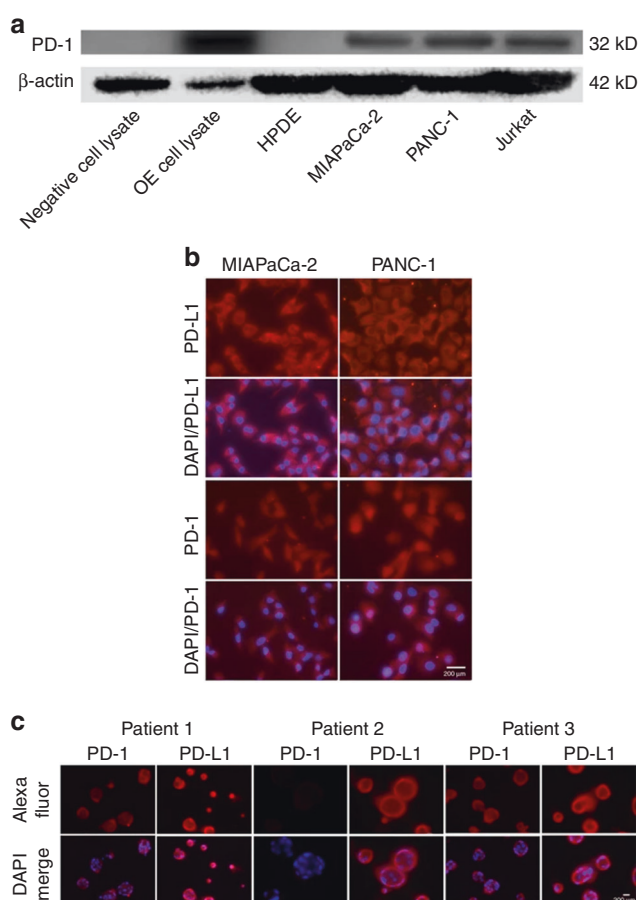 a
PD-1
32 kD
β-actin
42 kD
Negative cell lysate
OE cell lysate
HPDE
MIAPaCa-2
PANC-1
Jurkat
b
MIAPaCa-2
PANC-1
PD-L1
DAPI/PD-L1
PD-1
DAPI/PD-1
200 µm
c
Patient 1
Patient 2
Patient 3
PD-1
PD-L1
PD-1
PD-L1
PD-1
PD-L1
Alexa
fluor
DAPI
merge